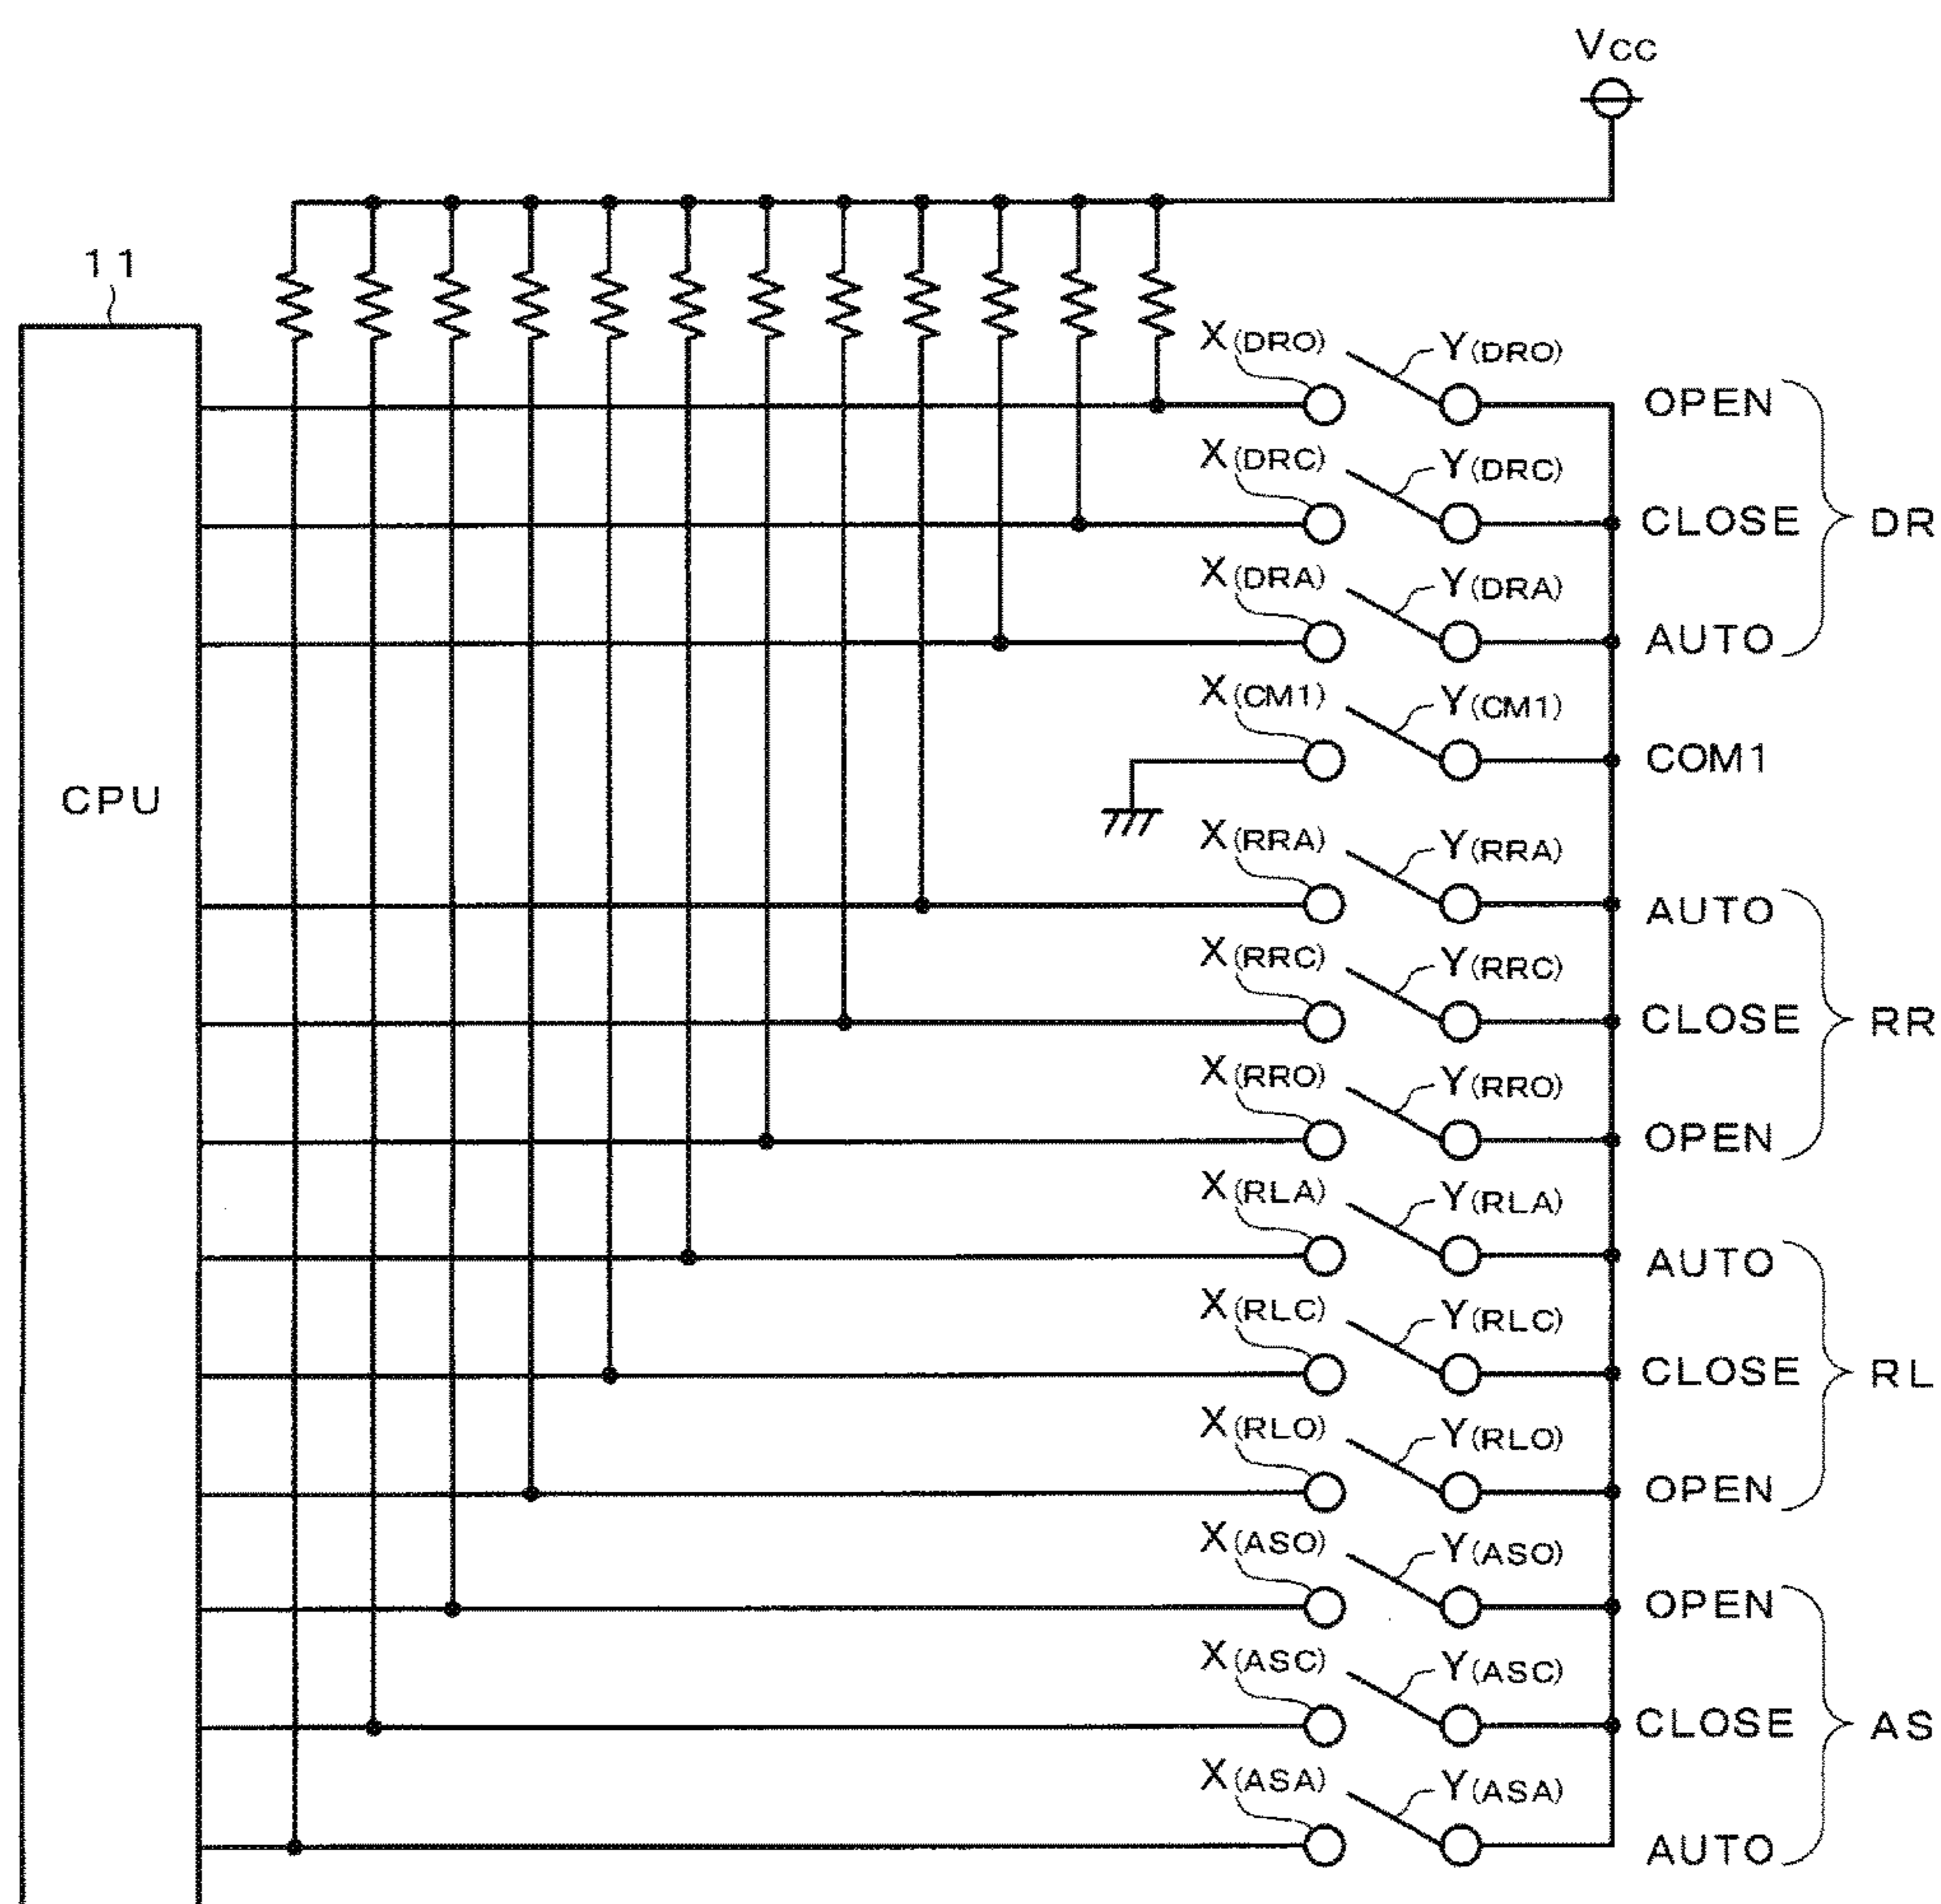 Vcc
11
CPU
X(DRO) Y(DRO) OPEN
X(DRC) Y(DRC) CLOSE DR
X(DRA) Y(DRA) AUTO
X(CM1) Y(CM1) COM1
X(RRA) Y(RRA) AUTO
X(RRC) Y(RRC) CLOSE RR
X(RRO) Y(RRO) OPEN
X(RLA) Y(RLA) AUTO
X(RLC) Y(RLC) CLOSE RL
X(RLO) Y(RLO) OPEN
X(ASO) Y(ASO) OPEN
X(ASC) Y(ASC) CLOSE AS
X(ASA) Y(ASA) AUTO